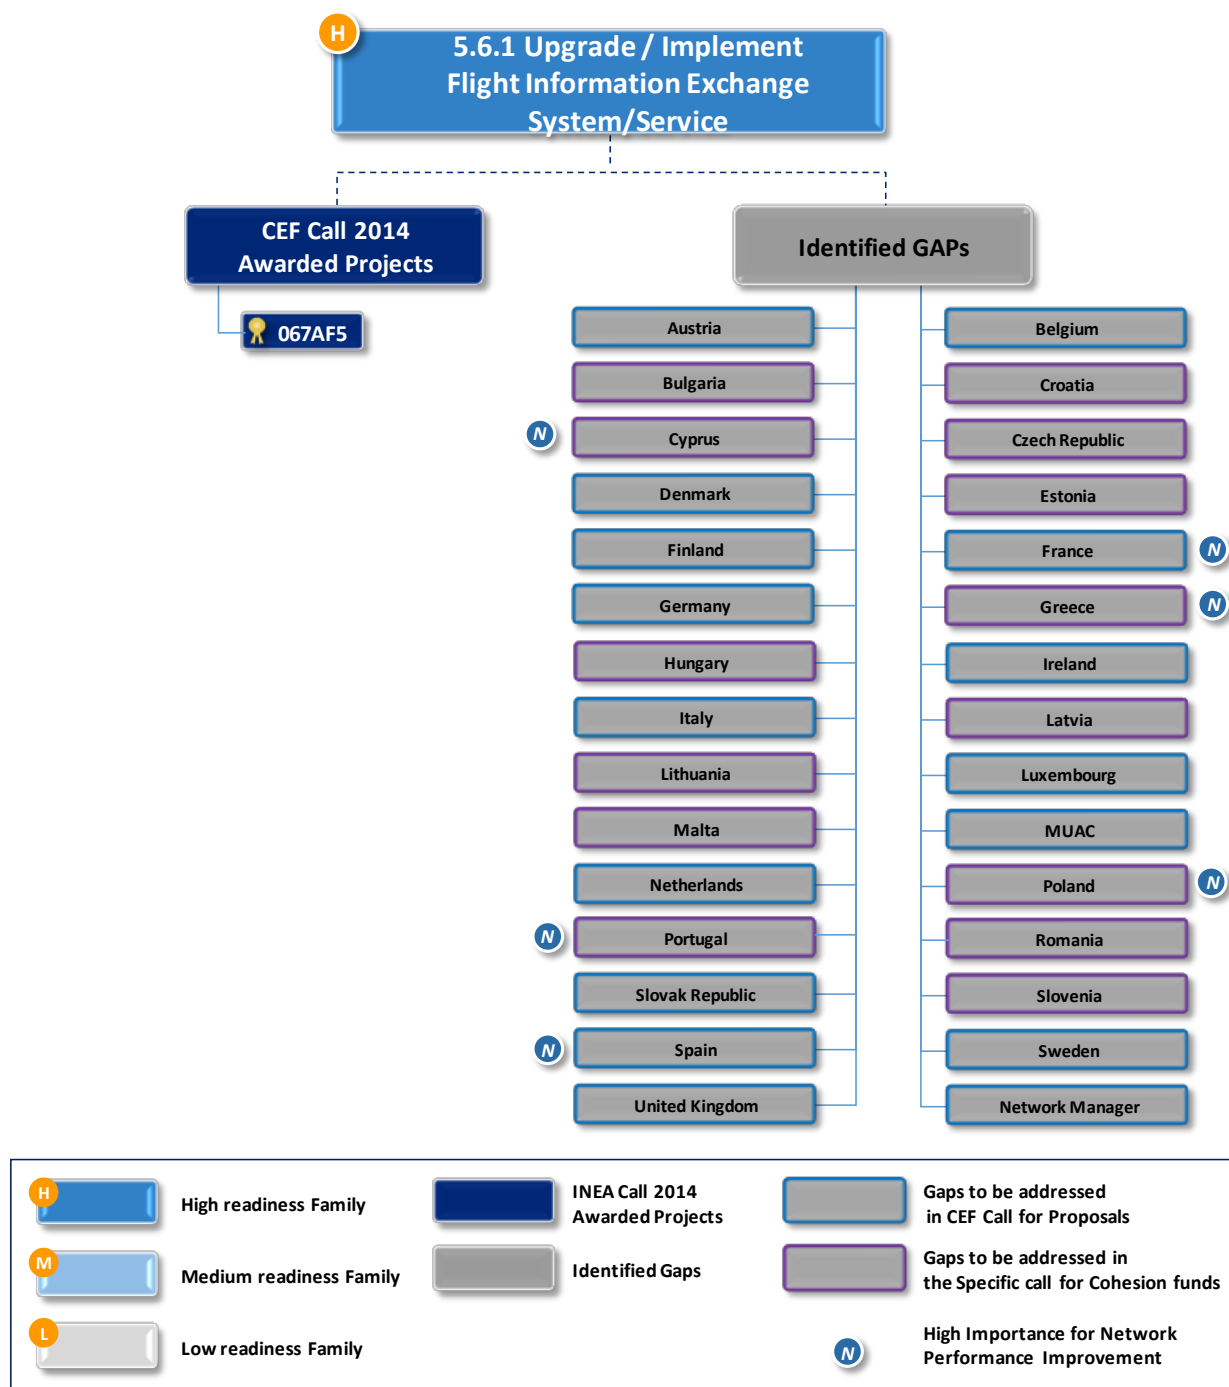 H
5.6.1 Upgrade / Implement
Flight Information Exchange
System/Service
CEF Call 2014
Awarded Projects
067AF5
Identified GAPs
Austria
Belgium
Bulgaria
Croatia
N
Cyprus
Czech Republic
Denmark
Estonia
Finland
France
N
Germany
Greece
N
Hungary
Ireland
Italy
Latvia
Lithuania
Luxembourg
Malta
MUAC
Netherlands
Poland
N
N
Portugal
Romania
Slovak Republic
Slovenia
N
Spain
Sweden
United Kingdom
Network Manager
H
High readiness Family
M
Medium readiness Family
L
Low readiness Family
INEA Call 2014
Awarded Projects
Identified Gaps
Gaps to be addressed
in CEF Call for Proposals
Gaps to be addressed in
the Specific call for Cohesion funds
N
High Importance for Network
Performance Improvement